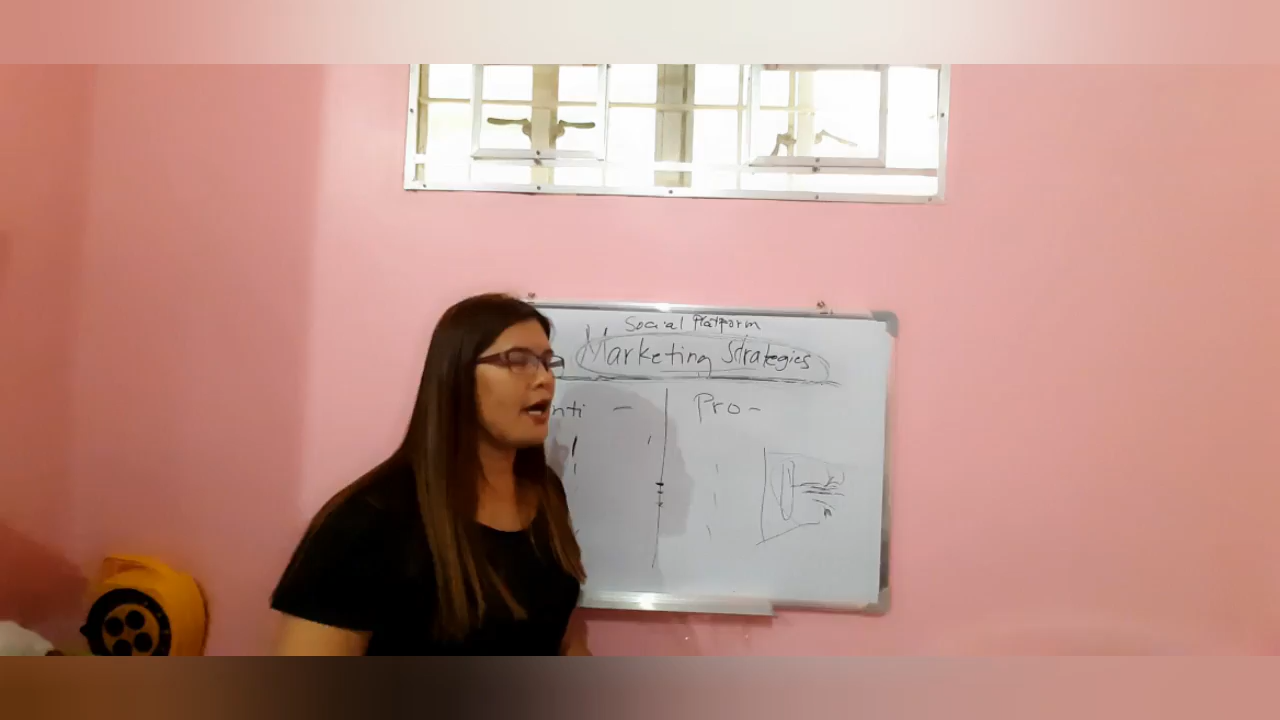 Social Platform
Marketing Strategies
nti - Pro -